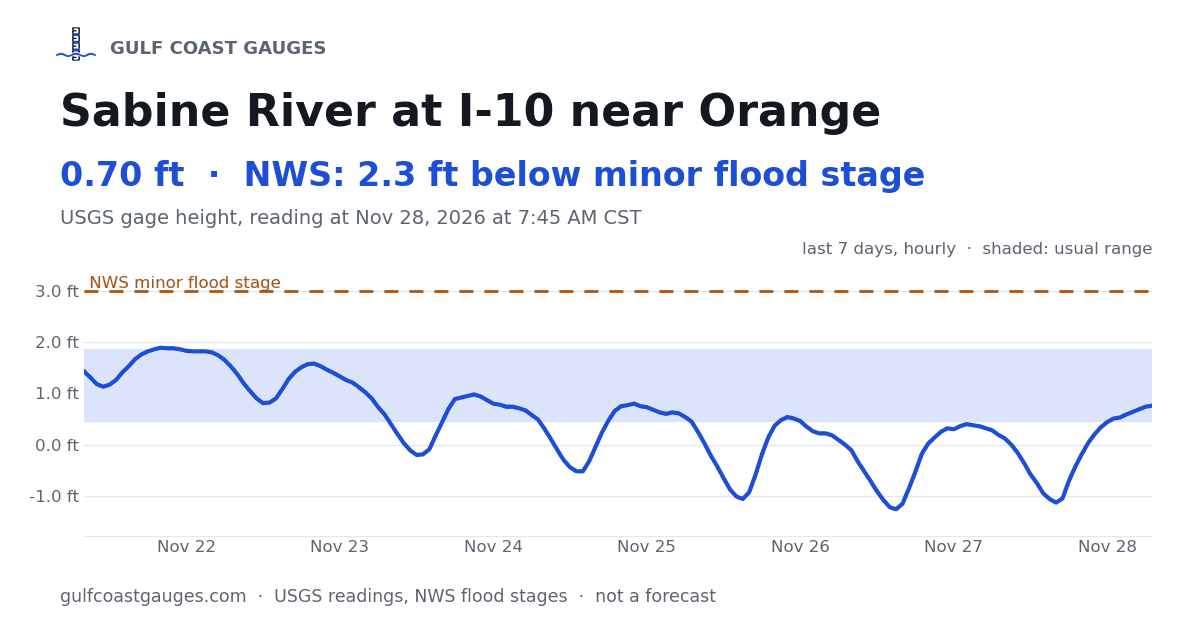 GULF COAST GAUGES
Sabine River at I-10 near Orange
0.70 ft · NWS: 2.3 ft below minor flood stage
USGS gage height, reading at Nov 28, 2026 at 7:45 AM CST
last 7 days, hourly · shaded: usual range
NWS minor flood stage
3.0 ft
2.0 ft
1.0 ft
0.0 ft
-1.0 ft
Nov 22 Nov 23 Nov 24 Nov 25 Nov 26 Nov 27 Nov 28
gulfcoastgauges.com · USGS readings, NWS flood stages · not a forecast